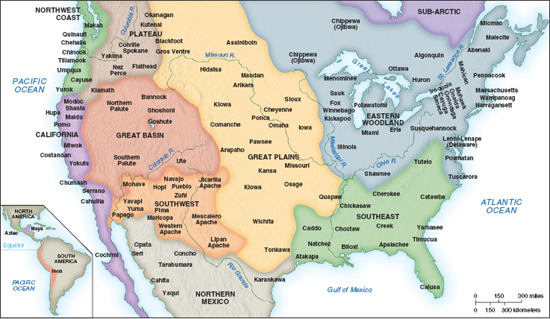 NORTHWEST
COAST
Makah
Quinault
Chehalis
Chinook
Tillamook
Umpqua
Cayuse
Yurok
Okanagan
Kutenai
PLATEAU
Columbia R.
Colville
Spokane
Yakima
Nez
Perce
Flathead
Klamath
Blackfoot
Gros Ventre
Assiniboin
Missouri R.
Hidatsa
Mandan
Arikara
Crow
Chippewa
(Ojibwa)
Chippewa
(Ojibwa)
SUB-ARCTIC
Micmac
Malecite
Abenaki
St. Lawrence R.
Algonquin
Ottawa
Huron
Penobscot
Massachusetts
Wampanoag
Narragansett
Mahican
Mohawk
Oneida
Iroquois
Susquehannock
Lenni-Lenape
(Delaware)
Powhatan
Tuscarora
Great
Lakes
Menominee
Sauk
Fox
Winnebago
Kickapoo
Potawatomi
EASTERN
WOODLAND
Miami
Erie
Illinois
Mississippi R.
Ohio R.
Shawnee
Tutelo
PACIFIC
OCEAN
Modoc
Shasta
Hupa
Maidu
Pomo
CALIFORNIA
Miwok
Costanoan
Yokuts
Chumash
Serrano
Cahuilla
Cochmi
Northern
Paiute
Bannock
Shoshoni
Goshute
GREAT BASIN
Southern
Paiute
Ute
Colorado R.
Kiowa
Comanche
Arapaho
Sioux
Cheyenne
Ponca
Omaha
Iowa
Pawnee
GREAT PLAINS
Kansa
Missouri
Kiowa
Osage
Wichita
Tonkawa
Mohave
Navajo
Hopi
Pueblo
Zuñi
Jicarilla
Apache
Yavapai
Yuma
Pima
Papago
Maricopa
SOUTHWEST
Western
Apache
Mescalero
Apache
Lipan
Apache
Opata
Seri
Concho
Tarahumara
Cahita
Yaqui
NORTHERN
MEXICO
Rio Grande
Karankawa
Quapaw
Chickasaw
Cherokee
Catawba
SOUTHEAST
Caddo
Choctaw
Creek
Yamasee
Timucua
Natchez
Biloxi
Apalachee
Atakapa
Calusa
Gulf of Mexico
ATLANTIC
OCEAN
0 150 300 miles
0 150 300 kilometers
NORTH
AMERICA
Aztec
Maya
Equator
SOUTH
AMERICA
Inca
PACIFIC
OCEAN